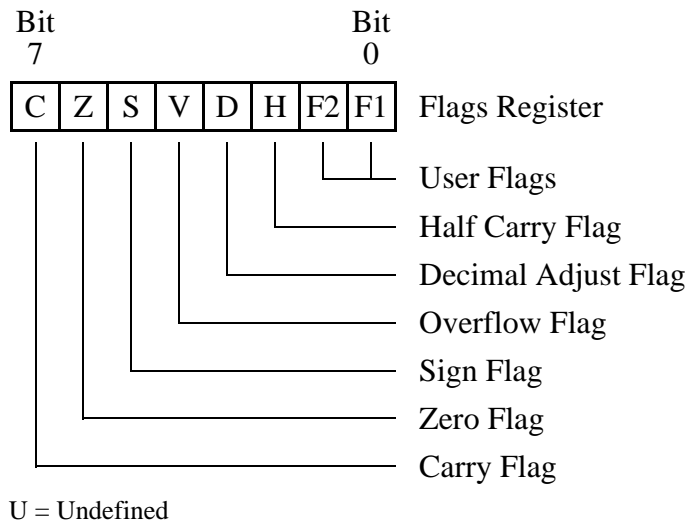 Bit Bit
7 0
C Z S V D H F2 F1 Flags Register
User Flags
Half Carry Flag
Decimal Adjust Flag
Overflow Flag
Sign Flag
Zero Flag
Carry Flag
U = Undefined